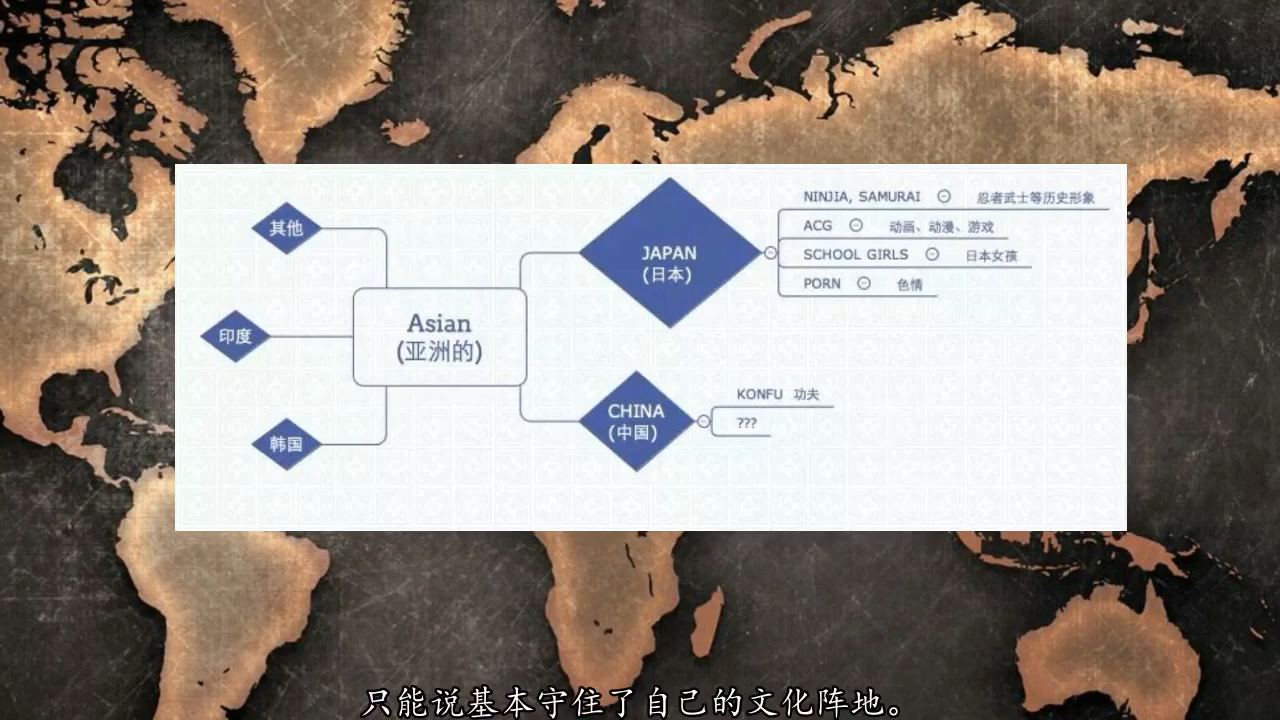 其他
印度
韩国
Asian
(亚洲的)
JAPAN
(日本)
NINJIA, SAMURAI 忍者武士等历史形象
ACG 动画、动漫、游戏
SCHOOL GIRLS 日本女孩
PORN 色情
CHINA
(中国)
KONFU 功夫
???
只能说基本守住了自己的文化阵地。